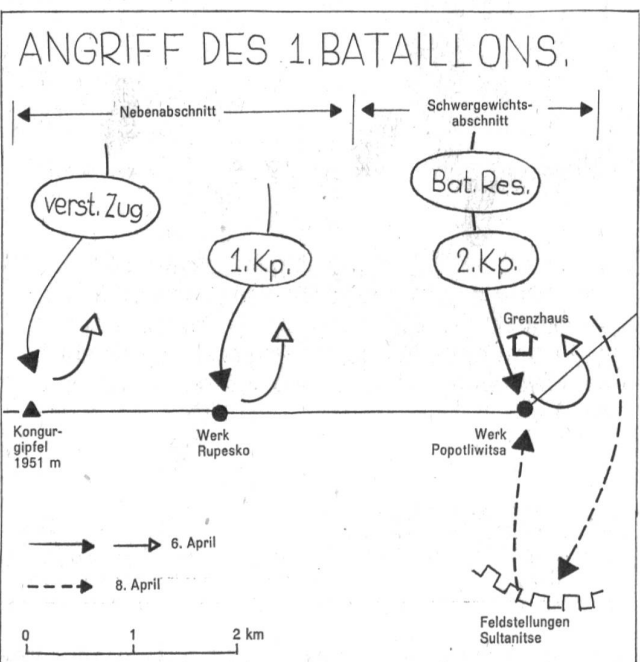 ANGRIFF DES 1. BATAILLONS.
Nebenabschnitt
Schwergewichts-
abschnitt
verst. Zug
1. Kp.
Bat. Res.
2. Kp.
Grenzhaus
Kongur-
gipfel
1951 m
Werk
Rupesko
Werk
Popotliwitsa
6. April
8. April
0 1 2 km
Feldstellungen
Sultanitse